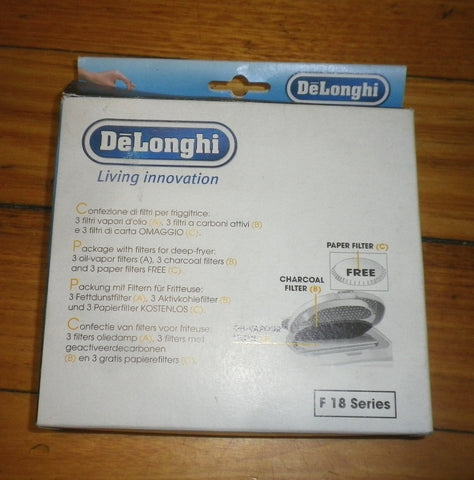 DeLonghi
DēLonghi
Living innovation
Confezione di filtri per friggitrice:
3 filtri vapori d'olio (A), 3 filtri a carboni attivi (B)
e 3 filtri di carta OMAGGIO (C).
Package with filters for deep-fryer:
3 oil-vapor filters (A), 3 charcoal filters (B)
and 3 paper filters FREE (C).
Packung mit Filtern für Fritteuse:
3 Fettdunstfilter (A), 3 Aktivkohlefilter (B)
und 3 Papierfilter KOSTENLOS (C).
Confectie van filters voor friteuse:
3 filters oliedamp (A), 3 filters met
geactiveerdecarbonen
(B) en 3 gratis papierefilters (C).
PAPER FILTER (C)
FREE
CHARCOAL
FILTER (B)
F 18 Series